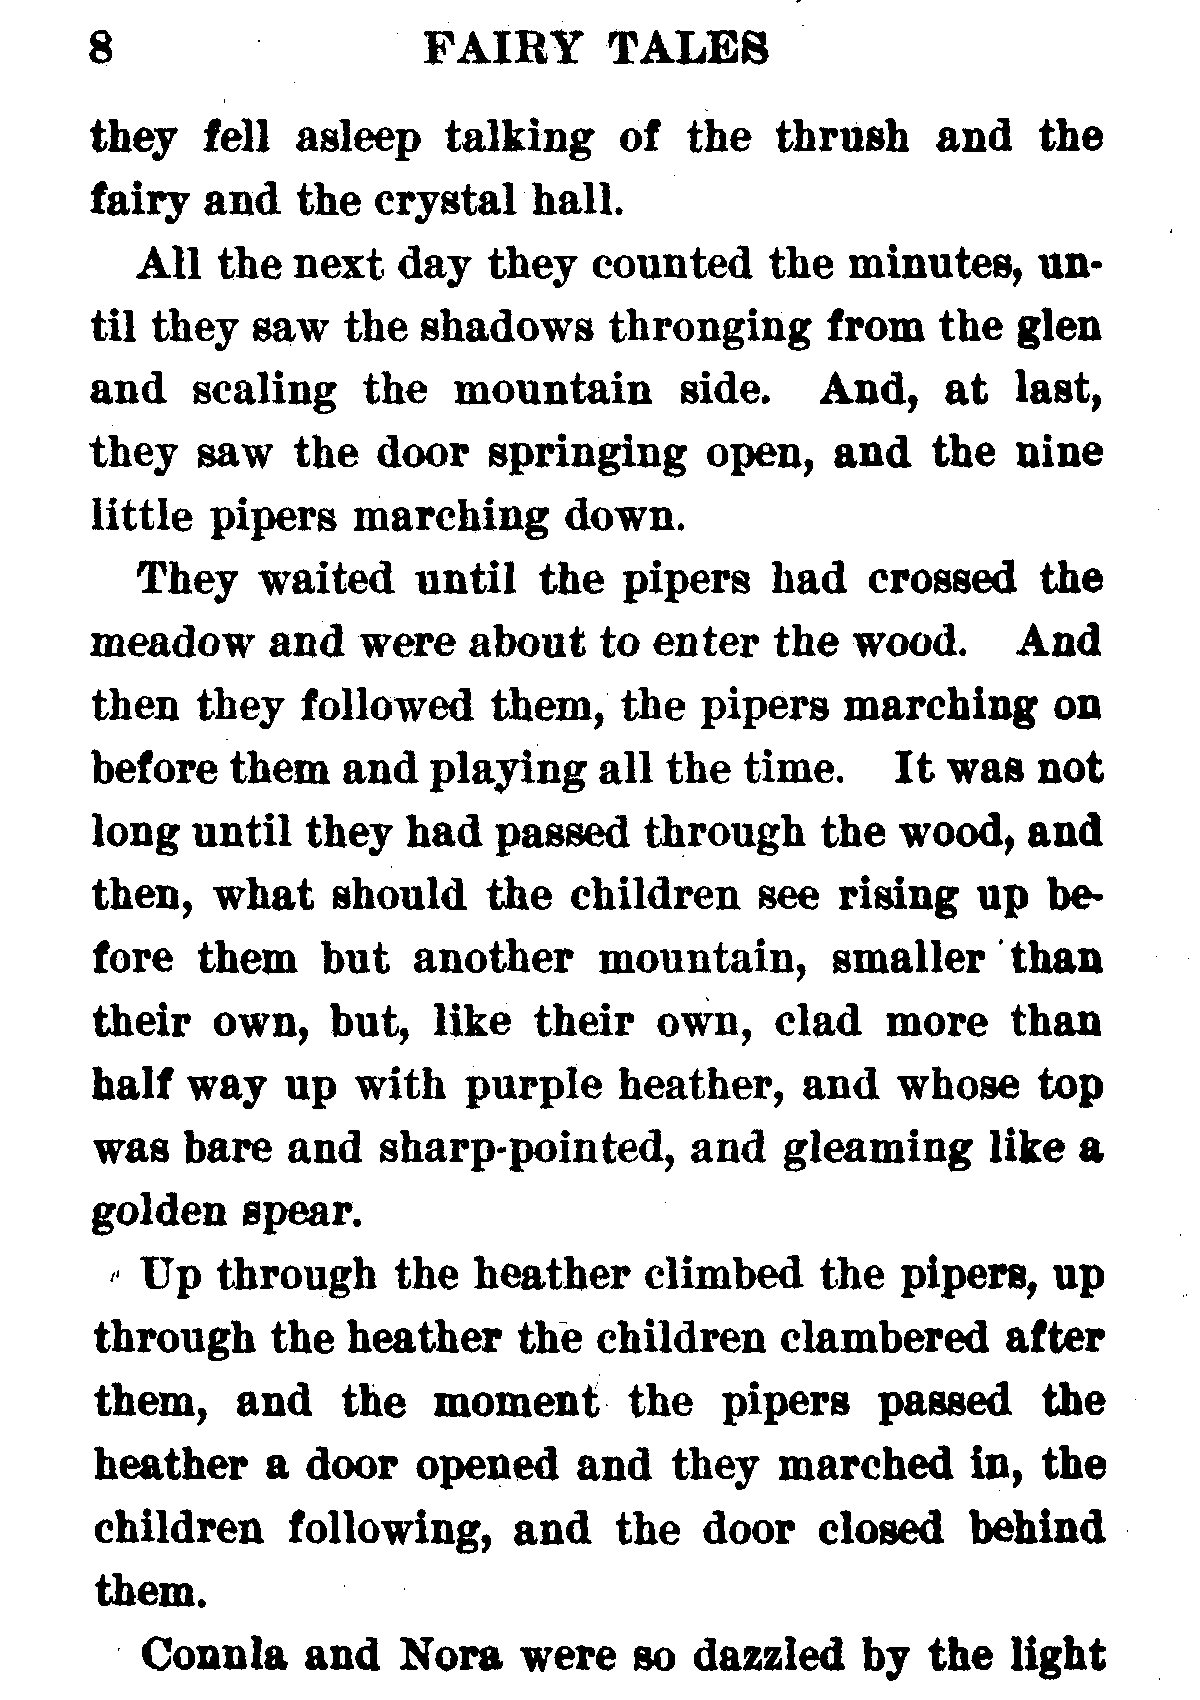 8 FAIRY TALES
they fell asleep talking of the thrush and the
fairy and the crystal hall.
All the next day they counted the minutes, un-
til they saw the shadows thronging from the glen
and scaling the mountain side. And, at last,
they saw the door springing open, and the nine
little pipers marching down.
They waited until the pipers had crossed the
meadow and were about to enter the wood. And
then they followed them, the pipers marching on
before them and playing all the time. It was not
long until they had passed through the wood, and
then, what should the children see rising up be-
fore them but another mountain, smaller than
their own, but, like their own, clad more than
half way up with purple heather, and whose top
was bare and sharp-pointed, and gleaming like a
golden spear.
Up through the heather climbed the pipers, up
through the heather the children clambered after
them, and the moment the pipers passed the
heather a door opened and they marched in, the
children following, and the door closed behind
them.
Connla and Nora were so dazzled by the light